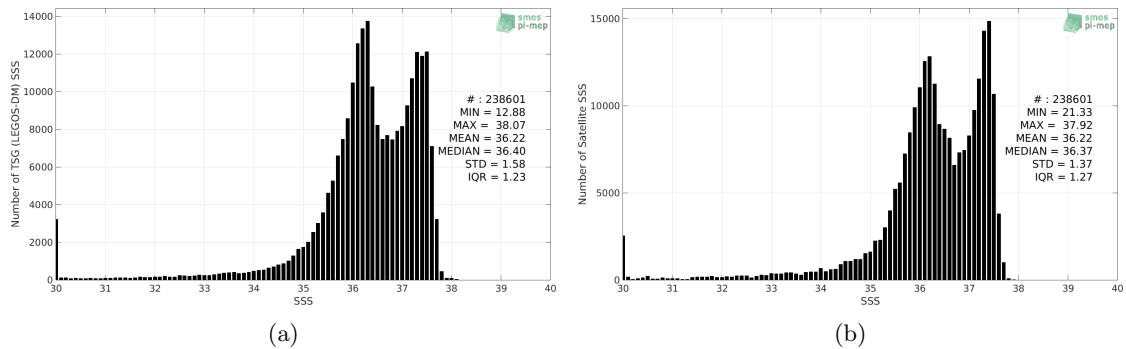 14000
12000
10000
8000
6000
4000
2000
0
Number of TSG (LEGOS-DM) SSS
smos
pi-mep
# : 238601
MIN = 12.88
MAX = 38.07
MEAN = 36.22
MEDIAN = 36.40
STD = 1.58
IQR = 1.23
30 31 32 33 34 35 36 37 38 39 40
SSS
(a)
15000
10000
5000
0
Number of Satellite SSS
smos
pi-mep
# : 238601
MIN = 21.33
MAX = 37.92
MEAN = 36.22
MEDIAN = 36.37
STD = 1.37
IQR = 1.27
30 31 32 33 34 35 36 37 38 39 40
SSS
(b)